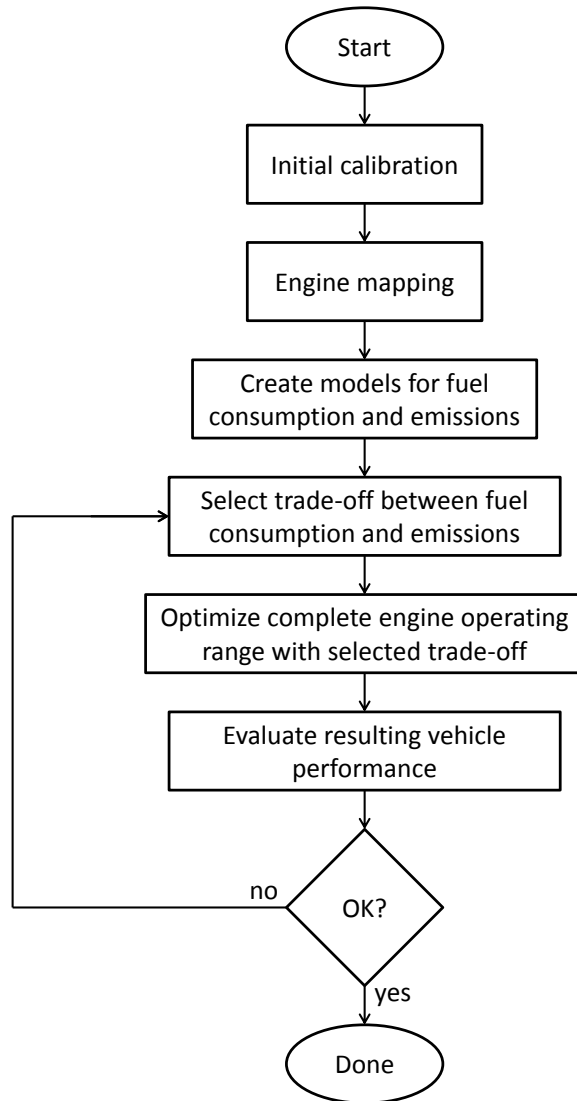 Start
Initial calibration
Engine mapping
Create models for fuel
consumption and emissions
Select trade-off between fuel
consumption and emissions
Optimize complete engine operating
range with selected trade-off
Evaluate resulting vehicle
performance
no
OK?
yes
Done